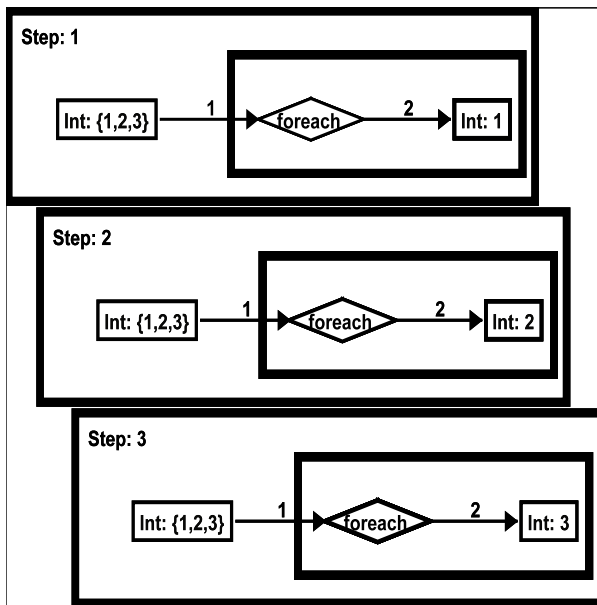 Step: 1
Int: {1,2,3}
1
foreach
2
Int: 1
Step: 2
Int: {1,2,3}
1
foreach
2
Int: 2
Step: 3
Int: {1,2,3}
1
foreach
2
Int: 3